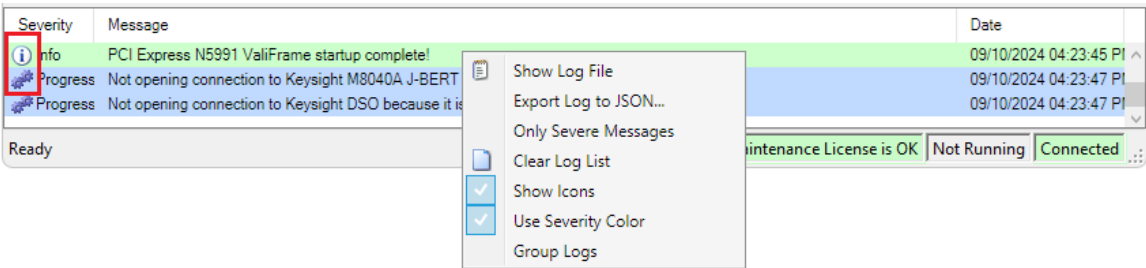 Severity Message Date
Info PCI Express N5991 ValiFrame startup complete! 09/10/2024 04:23:45
Progress Not opening connection to Keysight M8040A J-BERT 09/10/2024 04:23:47
Progress Not opening connection to Keysight DSO because it is 09/10/2024 04:23:47
Ready
License is OK Not Running Connected
Show Log File
Export Log to JSON...
Only Severe Messages
Clear Log List
Show Icons
Use Severity Color
Group Logs